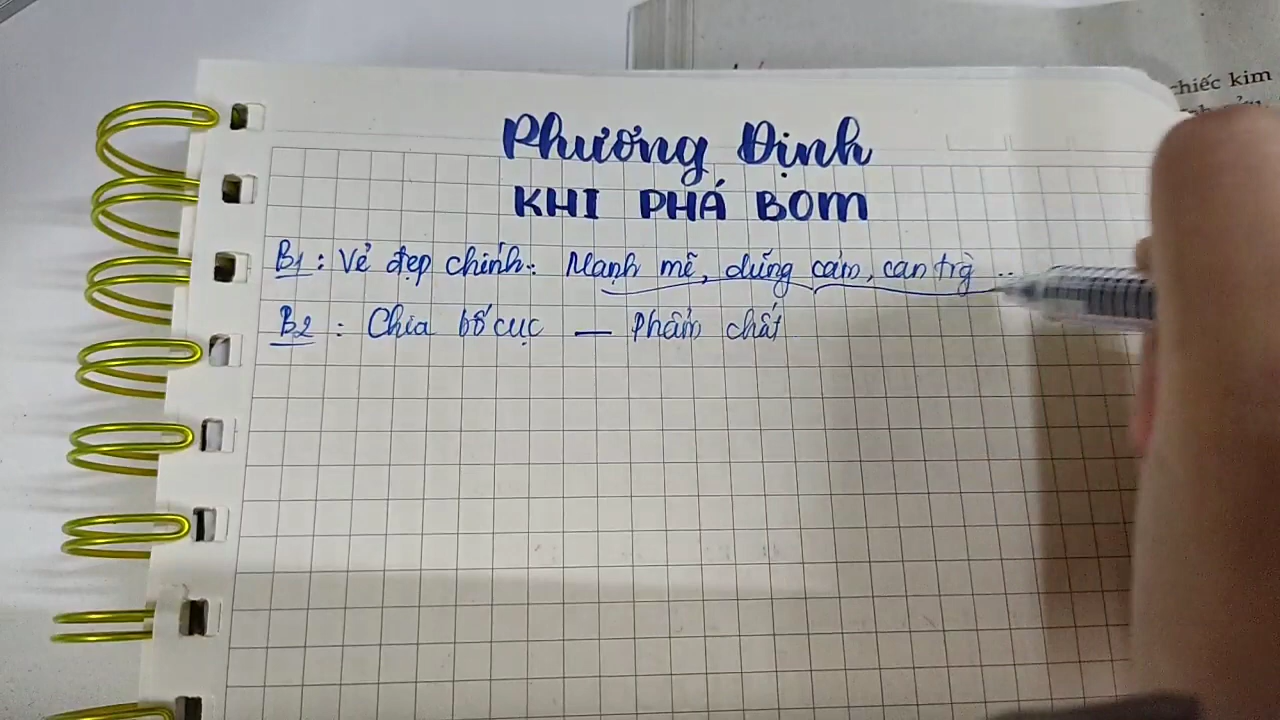 Phương Định
KHI PHÁ BOM
B1: Vẻ đẹp chính: Mạnh mẽ, dũng cảm, can trg ...
B2: Chia bố cục — Phẩm chất
chiếc kim